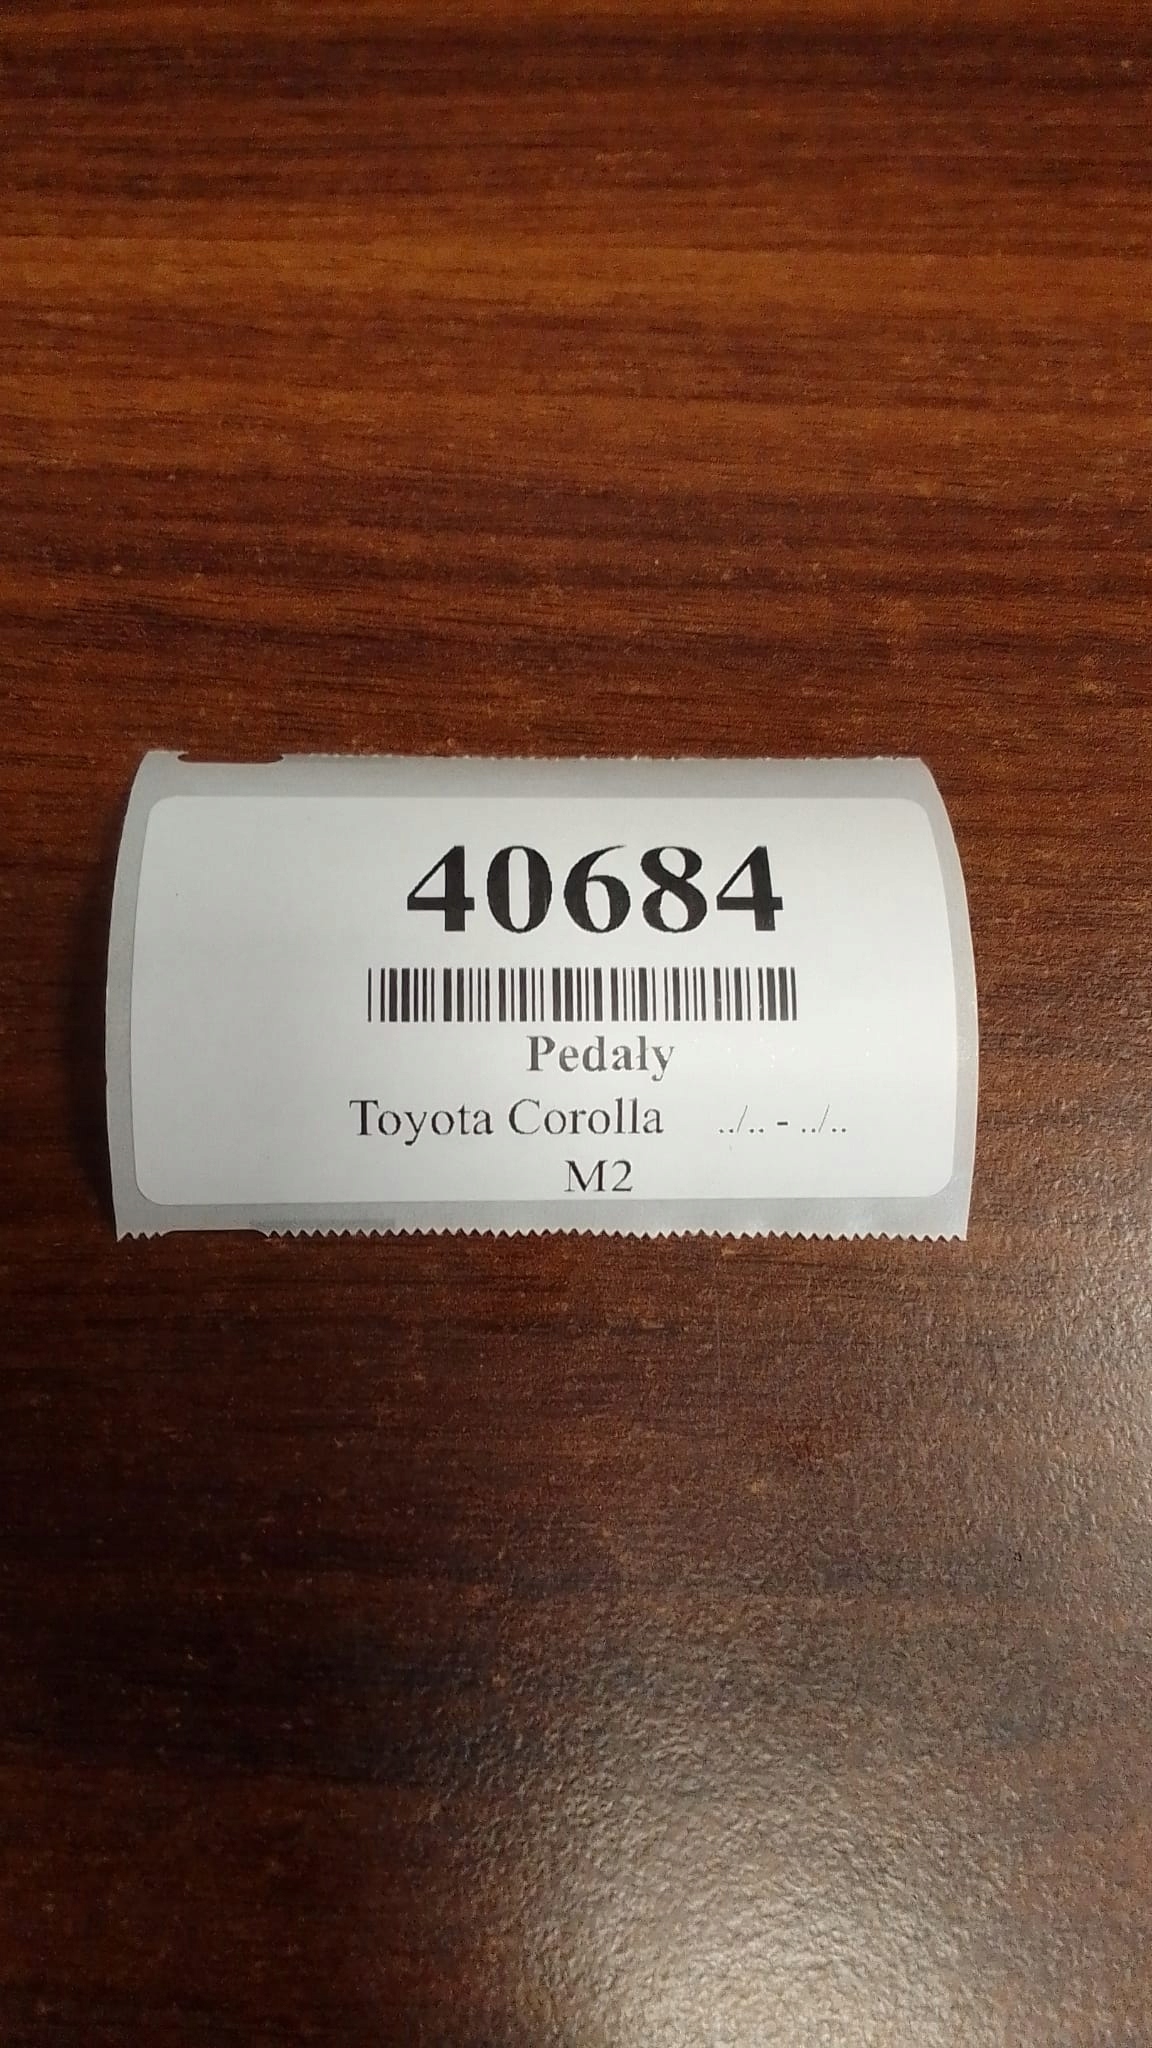 40684
Pedały
Toyota Corolla ../.. - ../..
M2